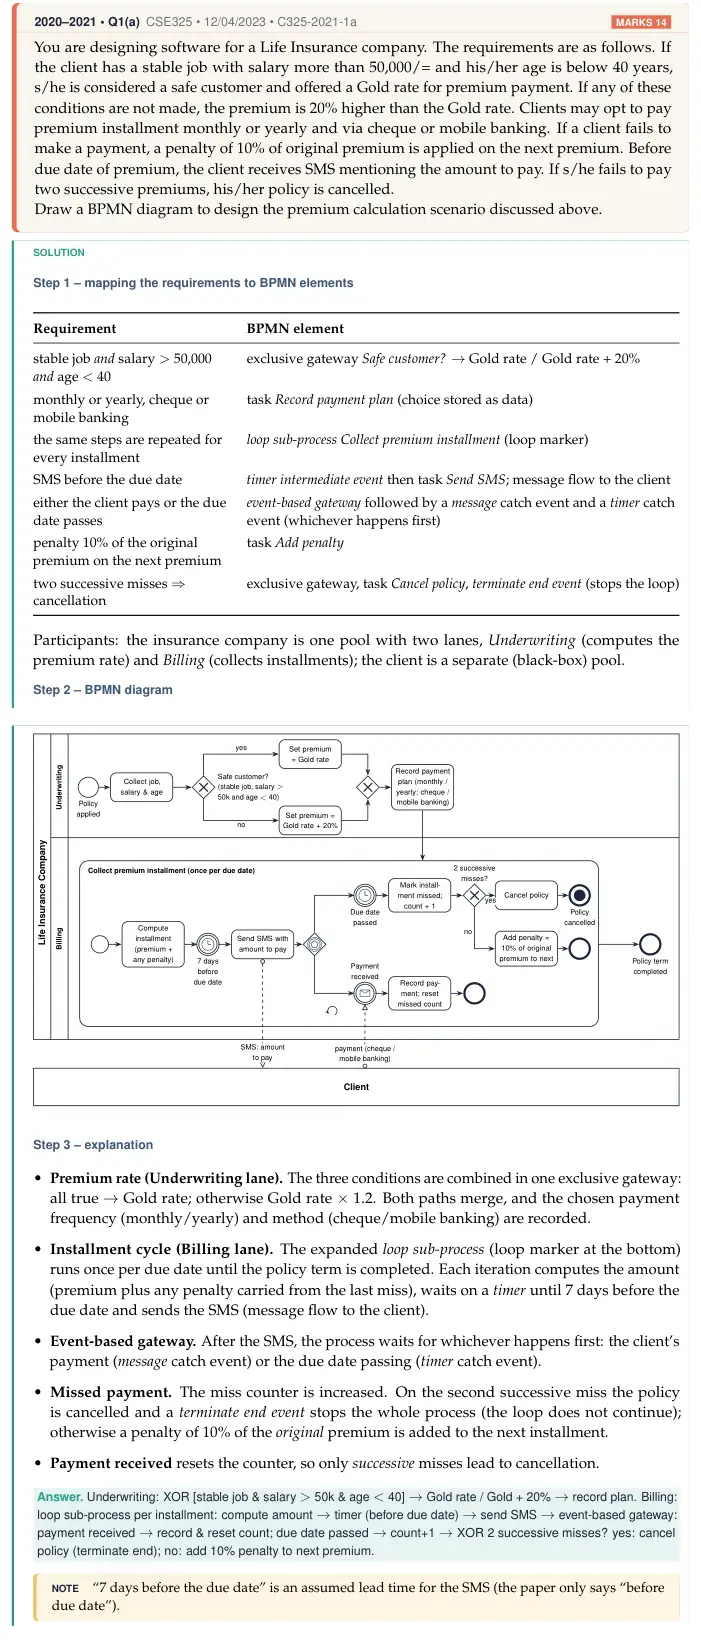 2020–2021 • Q1(a) CSE325 • 12/04/2023 • C325-2021-1a MARKS 14
You are designing software for a Life Insurance company. The requirements are as follows. If
the client has a stable job with salary more than 50,000/= and his/her age is below 40 years,
s/he is considered a safe customer and offered a Gold rate for premium payment. If any of these
conditions are not made, the premium is 20% higher than the Gold rate. Clients may opt to pay
premium installment monthly or yearly and via cheque or mobile banking. If a client fails to
make a payment, a penalty of 10% of original premium is applied on the next premium. Before
due date of premium, the client receives SMS mentioning the amount to pay. If s/he fails to pay
two successive premiums, his/her policy is cancelled.
Draw a BPMN diagram to design the premium calculation scenario discussed above.
SOLUTION
Step 1 – mapping the requirements to BPMN elements
Requirement BPMN element
stable job and salary > 50,000 exclusive gateway Safe customer? → Gold rate / Gold rate + 20%
and age < 40
monthly or yearly, cheque or task Record payment plan (choice stored as data)
mobile banking
the same steps are repeated for loop sub-process Collect premium installment (loop marker)
every installment
SMS before the due date timer intermediate event then task Send SMS; message flow to the client
either the client pays or the due event-based gateway followed by a message catch event and a timer catch
date passes event (whichever happens first)
penalty 10% of the original task Add penalty
premium on the next premium
two successive misses ⇒ exclusive gateway, task Cancel policy, terminate end event (stops the loop)
cancellation
Participants: the insurance company is one pool with two lanes, Underwriting (computes the
premium rate) and Billing (collects installments); the client is a separate (black-box) pool.
Step 2 – BPMN diagram
Life Insurance Company
Underwriting
Policy
applied
Collect job,
salary & age
yes
Safe customer?
(stable job, salary >
50k and age < 40)
no
Set premium
= Gold rate
Set premium =
Gold rate + 20%
Record payment
plan (monthly /
yearly; cheque /
mobile banking)
Billing
Collect premium installment (once per due date)
Compute
installment
(premium +
any penalty)
7 days
before
due date
Send SMS with
amount to pay
Due date
passed
Mark install-
ment missed;
count + 1
2 successive
misses?
yes
Cancel policy
Policy
cancelled
no
Add penalty =
10% of original
premium to next
Payment
received
Record pay-
ment; reset
missed count
Policy term
completed
SMS: amount
to pay
payment (cheque /
mobile banking)
Client
Step 3 – explanation
• Premium rate (Underwriting lane). The three conditions are combined in one exclusive gateway:
all true → Gold rate; otherwise Gold rate × 1.2. Both paths merge, and the chosen payment
frequency (monthly/yearly) and method (cheque/mobile banking) are recorded.
• Installment cycle (Billing lane). The expanded loop sub-process (loop marker at the bottom)
runs once per due date until the policy term is completed. Each iteration computes the amount
(premium plus any penalty carried from the last miss), waits on a timer until 7 days before the
due date and sends the SMS (message flow to the client).
• Event-based gateway. After the SMS, the process waits for whichever happens first: the client's
payment (message catch event) or the due date passing (timer catch event).
• Missed payment. The miss counter is increased. On the second successive miss the policy
is cancelled and a terminate end event stops the whole process (the loop does not continue);
otherwise a penalty of 10% of the original premium is added to the next installment.
• Payment received resets the counter, so only successive misses lead to cancellation.
Answer. Underwriting: XOR [stable job & salary > 50k & age < 40] → Gold rate / Gold + 20% → record plan. Billing:
loop sub-process per installment: compute amount → timer (before due date) → send SMS → event-based gateway:
payment received → record & reset count; due date passed → count+1 → XOR 2 successive misses? yes: cancel
policy (terminate end); no: add 10% penalty to next premium.
NOTE “7 days before the due date” is an assumed lead time for the SMS (the paper only says “before
due date”).